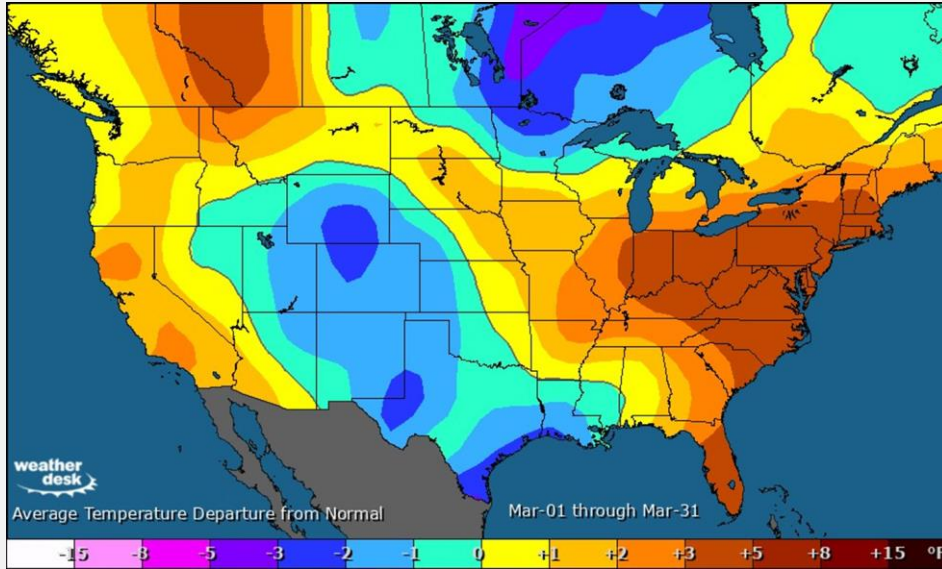 weather
desk
Average Temperature Departure from Normal
Mar-01 through Mar-31
-15 -8 -5 -3 -2 -1 0 +1 +2 +3 +5 +8 +15 ºF